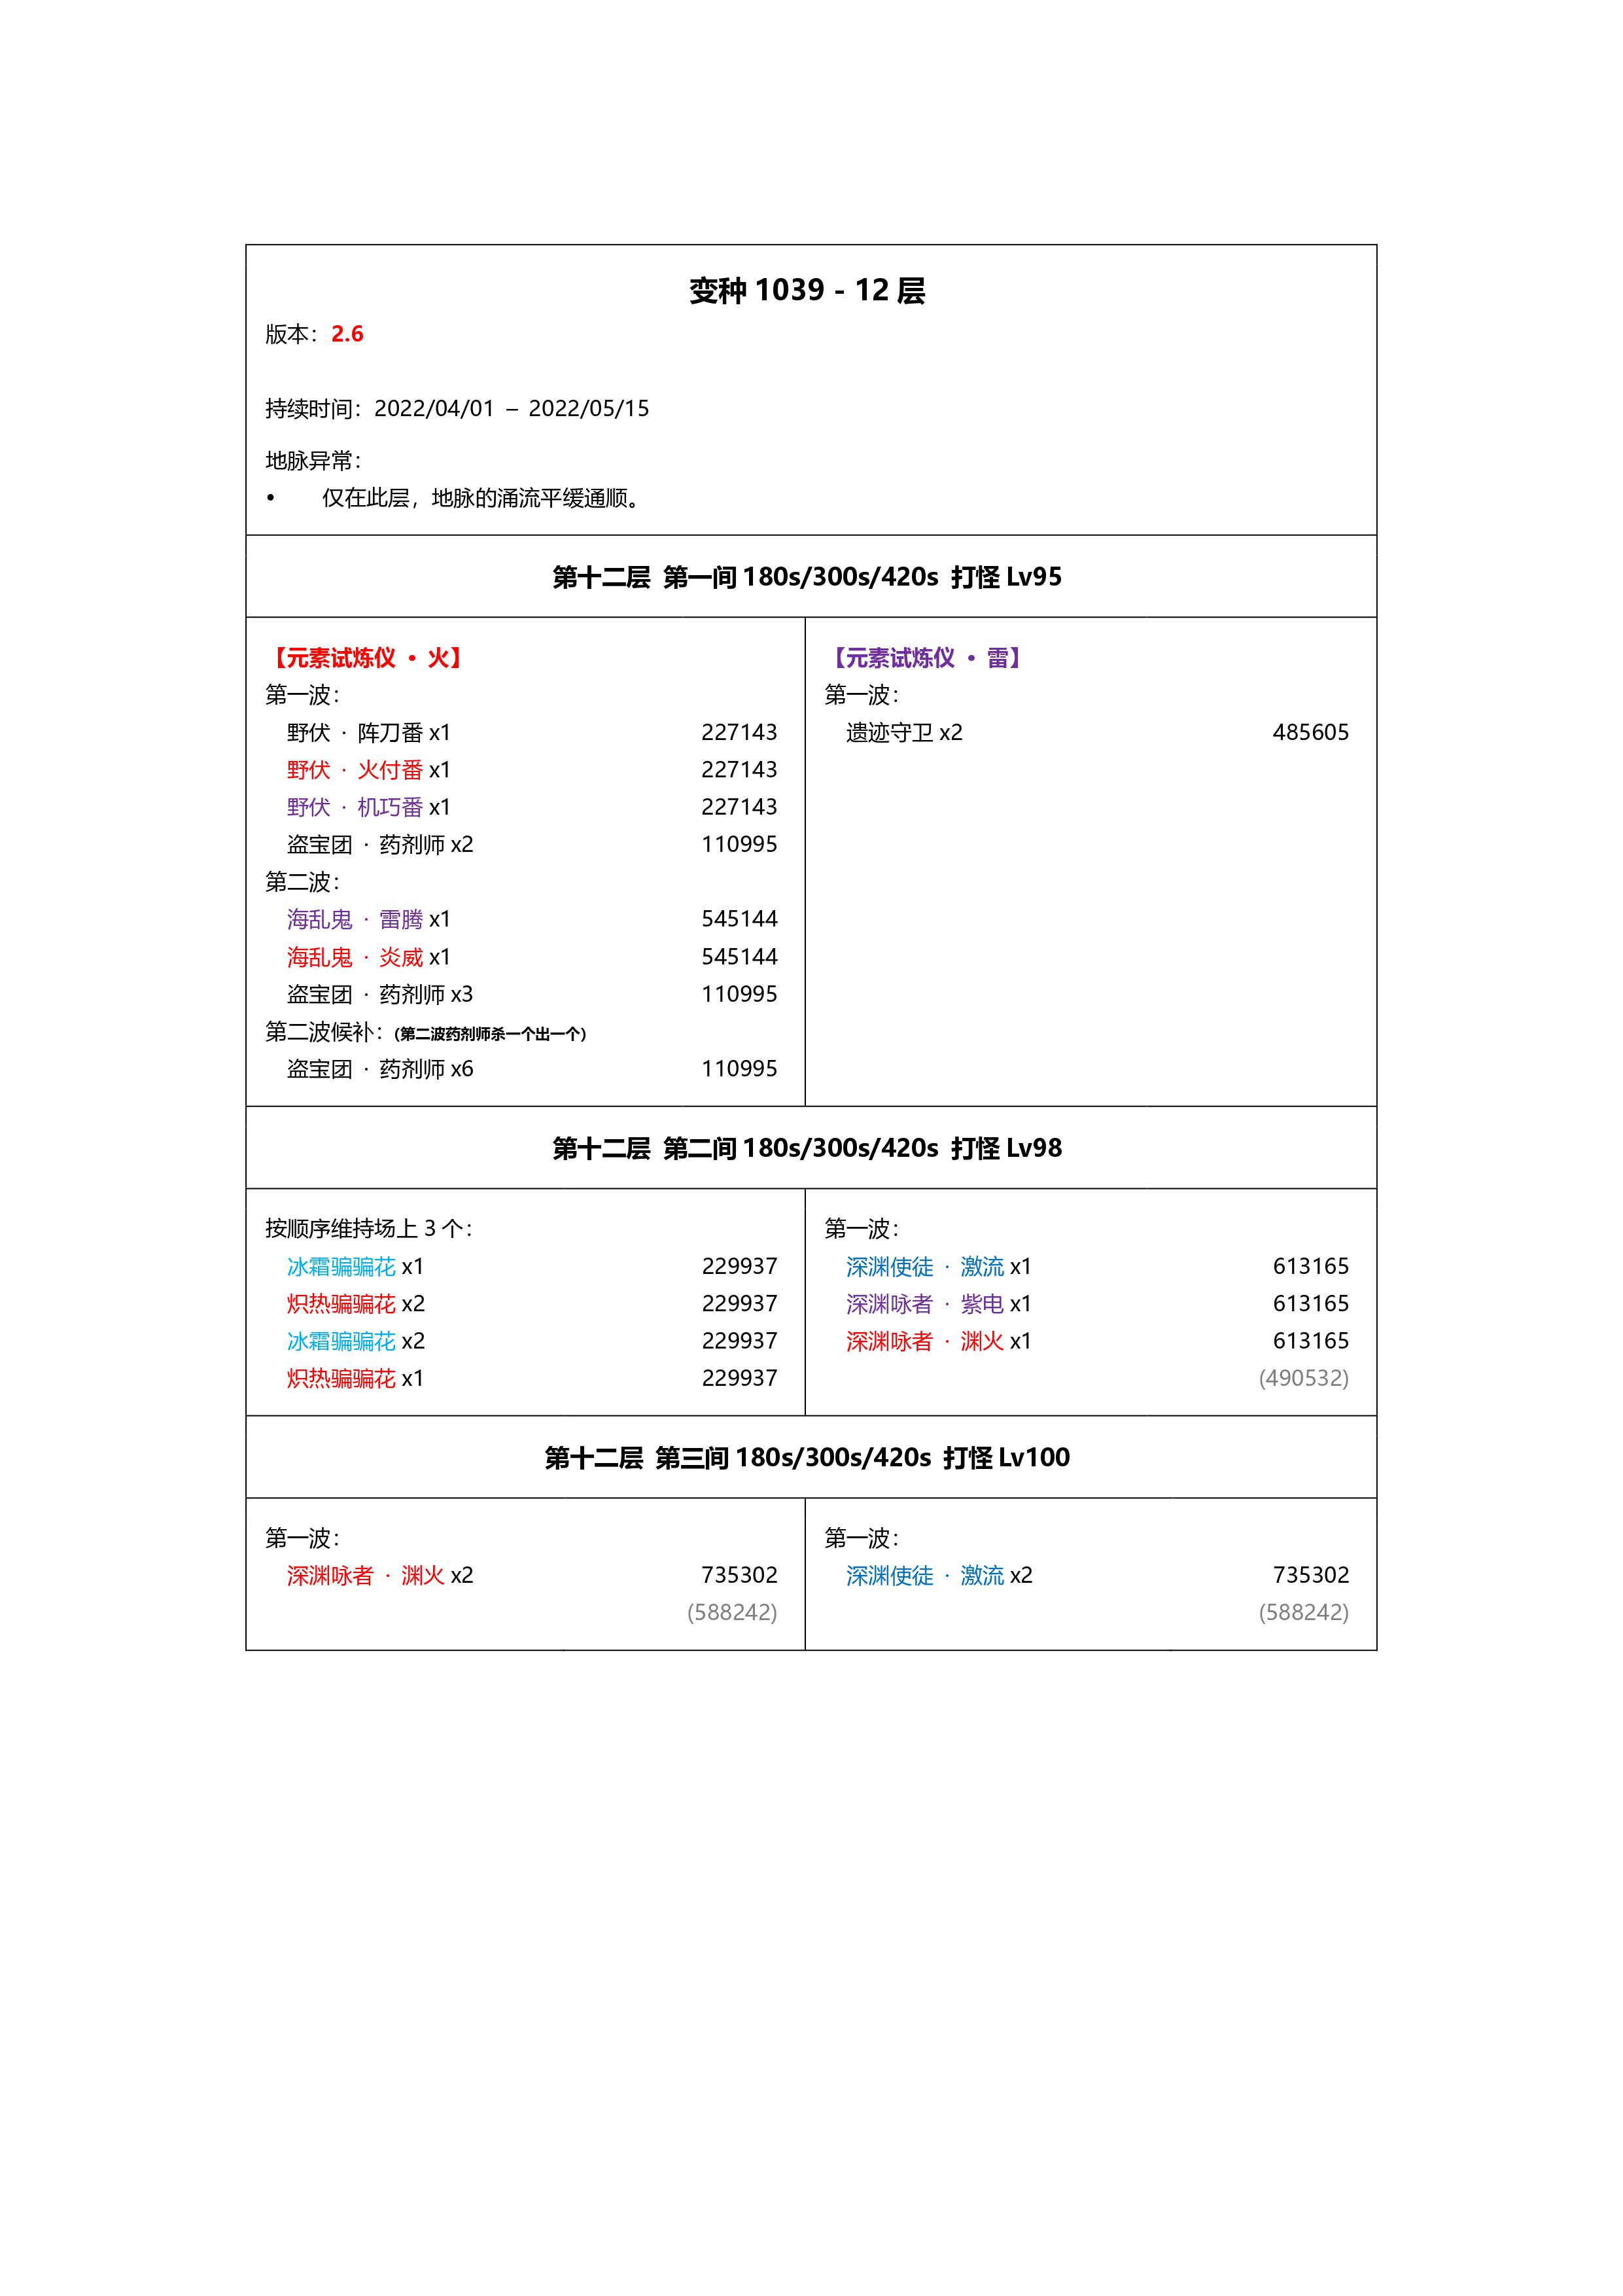 变种 1039 - 12 层
版本：2.6
持续时间：2022/04/01 – 2022/05/15
地脉异常：
• 仅在此层，地脉的涌流平缓通顺。
第十二层 第一间 180s/300s/420s 打怪 Lv95
【元素试炼仪 · 火】
第一波：
野伏 · 阵刀番 x1 227143
野伏 · 火付番 x1 227143
野伏 · 机巧番 x1 227143
盗宝团 · 药剂师 x2 110995
第二波：
海乱鬼 · 雷腾 x1 545144
海乱鬼 · 炎威 x1 545144
盗宝团 · 药剂师 x3 110995
第二波候补：（第二波药剂师杀一个出一个）
盗宝团 · 药剂师 x6 110995
【元素试炼仪 · 雷】
第一波：
遗迹守卫 x2 485605
第十二层 第二间 180s/300s/420s 打怪 Lv98
按顺序维持场上 3 个：
冰霜骗骗花 x1 229937
炽热骗骗花 x2 229937
冰霜骗骗花 x2 229937
炽热骗骗花 x1 229937
第一波：
深渊使徒 · 激流 x1 613165
深渊咏者 · 紫电 x1 613165
深渊咏者 · 渊火 x1 613165
(490532)
第十二层 第三间 180s/300s/420s 打怪 Lv100
第一波：
深渊咏者 · 渊火 x2 735302
(588242)
第一波：
深渊使徒 · 激流 x2 735302
(588242)